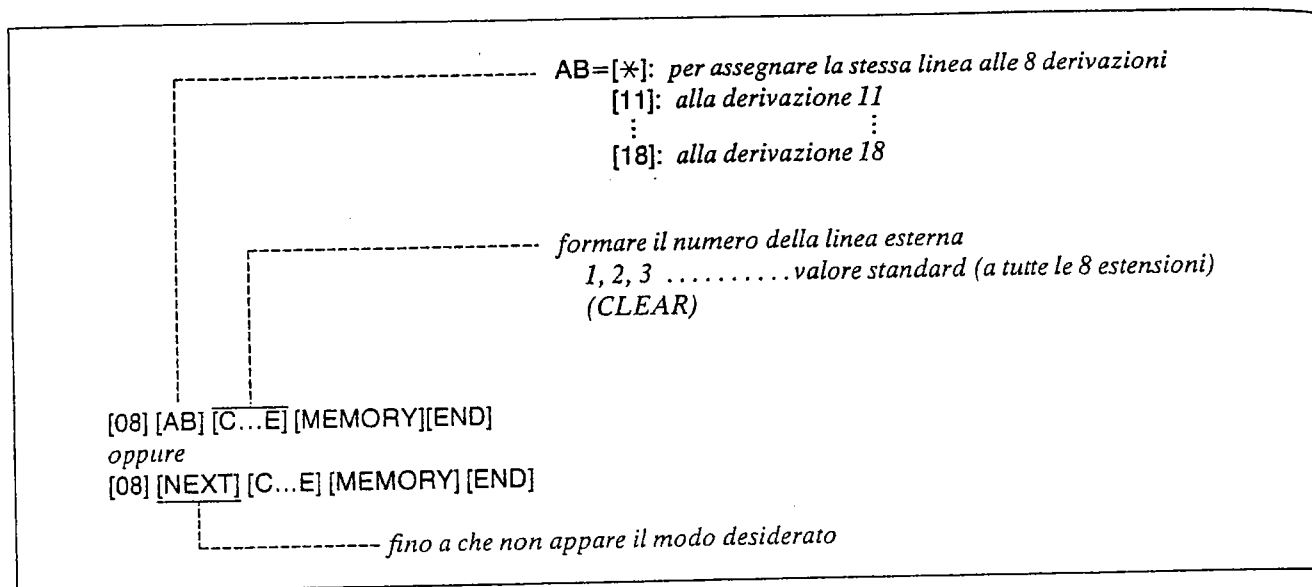 AB=[*]: per assegnare la stessa linea alle 8 derivazioni
[11]: alla derivazione 11
⋮ ⋮
[18]: alla derivazione 18
formare il numero della linea esterna
1, 2, 3 .......... valore standard (a tutte le 8 estensioni)
(CLEAR)
[08] [AB] [C...E] [MEMORY][END]
oppure
[08] [NEXT] [C...E] [MEMORY] [END]
fino a che non appare il modo desiderato